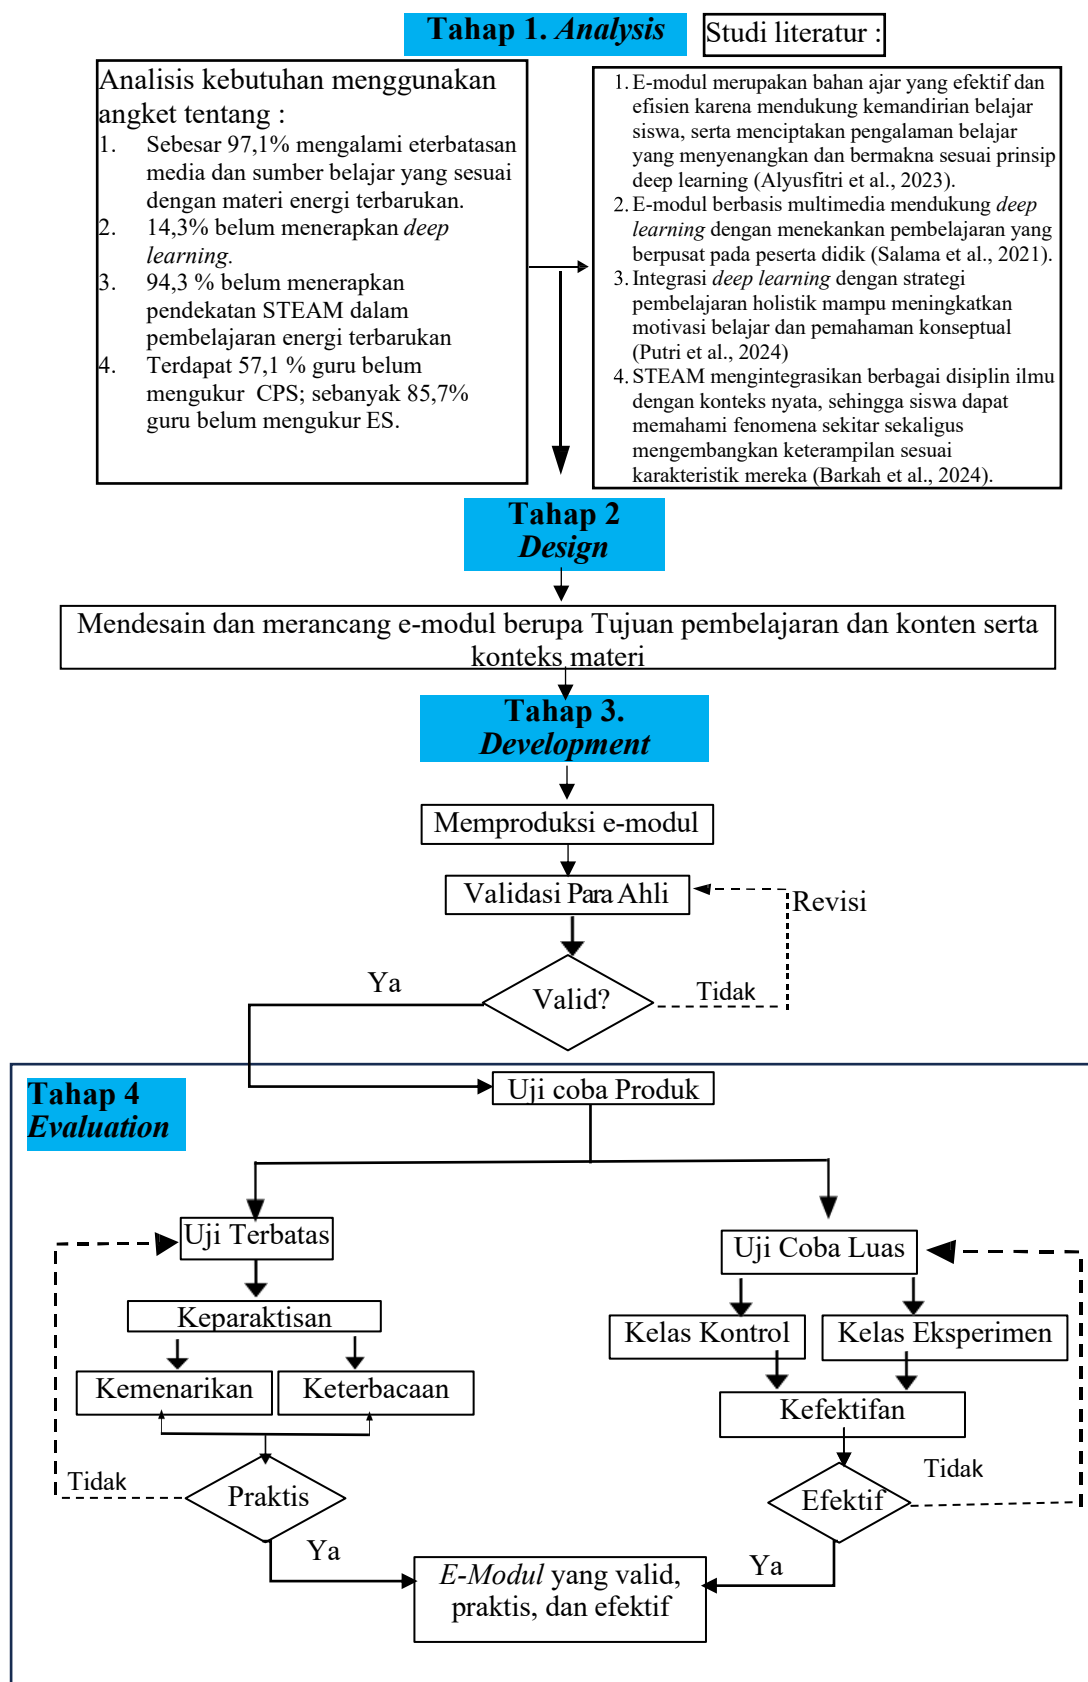 Tahap 1. Analysis
Studi literatur :
Analisis kebutuhan menggunakan
angket tentang :
1. Sebesar 97,1% mengalami eterbatasan
media dan sumber belajar yang sesuai
dengan materi energi terbarukan.
2. 14,3% belum menerapkan deep
learning.
3. 94,3 % belum menerapkan
pendekatan STEAM dalam
pembelajaran energi terbarukan
4. Terdapat 57,1 % guru belum
mengukur CPS; sebanyak 85,7%
guru belum mengukur ES.
1. E-modul merupakan bahan ajar yang efektif dan
efisien karena mendukung kemandirian belajar
siswa, serta menciptakan pengalaman belajar
yang menyenangkan dan bermakna sesuai prinsip
deep learning (Alyusfitri et al., 2023).
2. E-modul berbasis multimedia mendukung deep
learning dengan menekankan pembelajaran yang
berpusat pada peserta didik (Salama et al., 2021).
3. Integrasi deep learning dengan strategi
pembelajaran holistik mampu meningkatkan
motivasi belajar dan pemahaman konseptual
(Putri et al., 2024)
4. STEAM mengintegrasikan berbagai disiplin ilmu
dengan konteks nyata, sehingga siswa dapat
memahami fenomena sekitar sekaligus
mengembangkan keterampilan sesuai
karakteristik mereka (Barkah et al., 2024).
Tahap 2
Design
Mendesain dan merancang e-modul berupa Tujuan pembelajaran dan konten serta
konteks materi
Tahap 3.
Development
Memproduksi e-modul
Validasi Para Ahli
Revisi
Ya
Valid?
Tidak
Tahap 4
Evaluation
Uji coba Produk
Uji Terbatas
Uji Coba Luas
Keparaktisan
Kelas Kontrol
Kelas Eksperimen
Kemenarikan
Keterbacaan
Kefektifan
Tidak
Praktis
Efektif
Tidak
Ya
E-Modul yang valid,
praktis, dan efektif
Ya